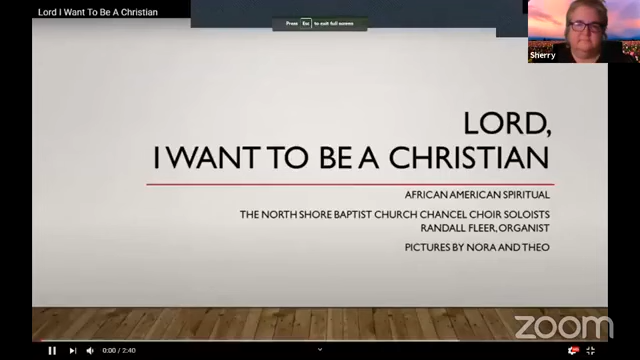 Lord I Want To Be A Christian
Press Esc to exit full screen
Sherry
LORD,
I WANT TO BE A CHRISTIAN
AFRICAN AMERICAN SPIRITUAL
THE NORTH SHORE BAPTIST CHURCH CHANCEL CHOIR SOLOISTS
RANDALL FLEER, ORGANIST
PICTURES BY NORA AND THEO
zoom
0:00 / 2:40